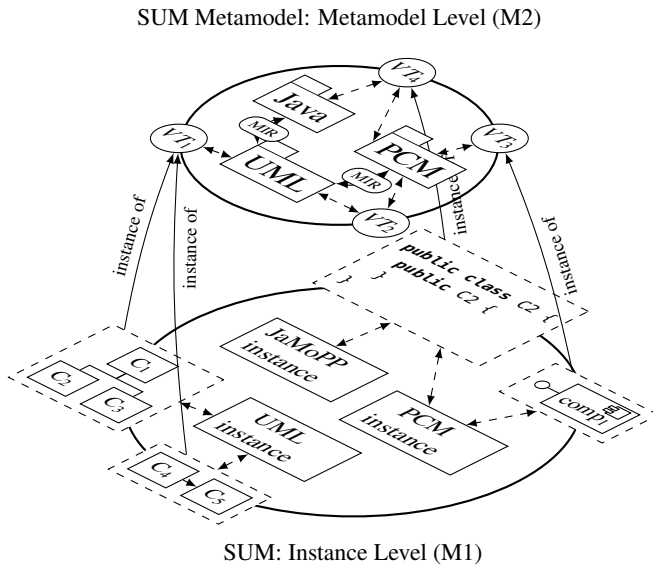 SUM Metamodel: Metamodel Level (M2)
VT4
Java
VT1
MIR
VT3
PCM
UML
MIR
VT2
instance of
instance of
instance
instance of
public class C2 {
public C2 {
}
}
JaMoPP
instance
C1
C2
C3
PCM
instance
comp1
UML
instance
C4
C5
SUM: Instance Level (M1)